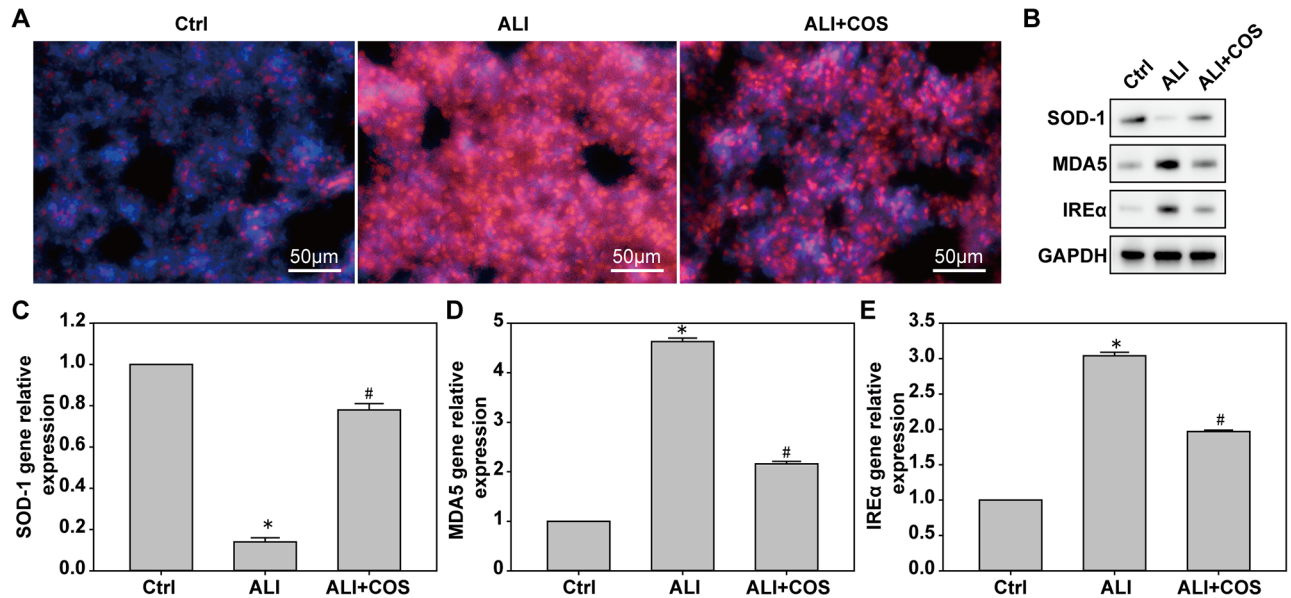 A
Ctrl
ALI
ALI+COS
50μm
50μm
50μm
B
Ctrl
ALI
ALI+COS
SOD-1
MDA5
IREα
GAPDH
C
SOD-1 gene relative
expression
1.2
1.0
0.8
0.6
0.4
0.2
0.0
*
#
Ctrl
ALI
ALI+COS
D
MDA5 gene relative
expression
5
4
3
2
1
0
*
#
Ctrl
ALI
ALI+COS
E
IREα gene relative
expression
3.5
3.0
2.5
2.0
1.5
1.0
0.5
0.0
*
#
Ctrl
ALI
ALI+COS